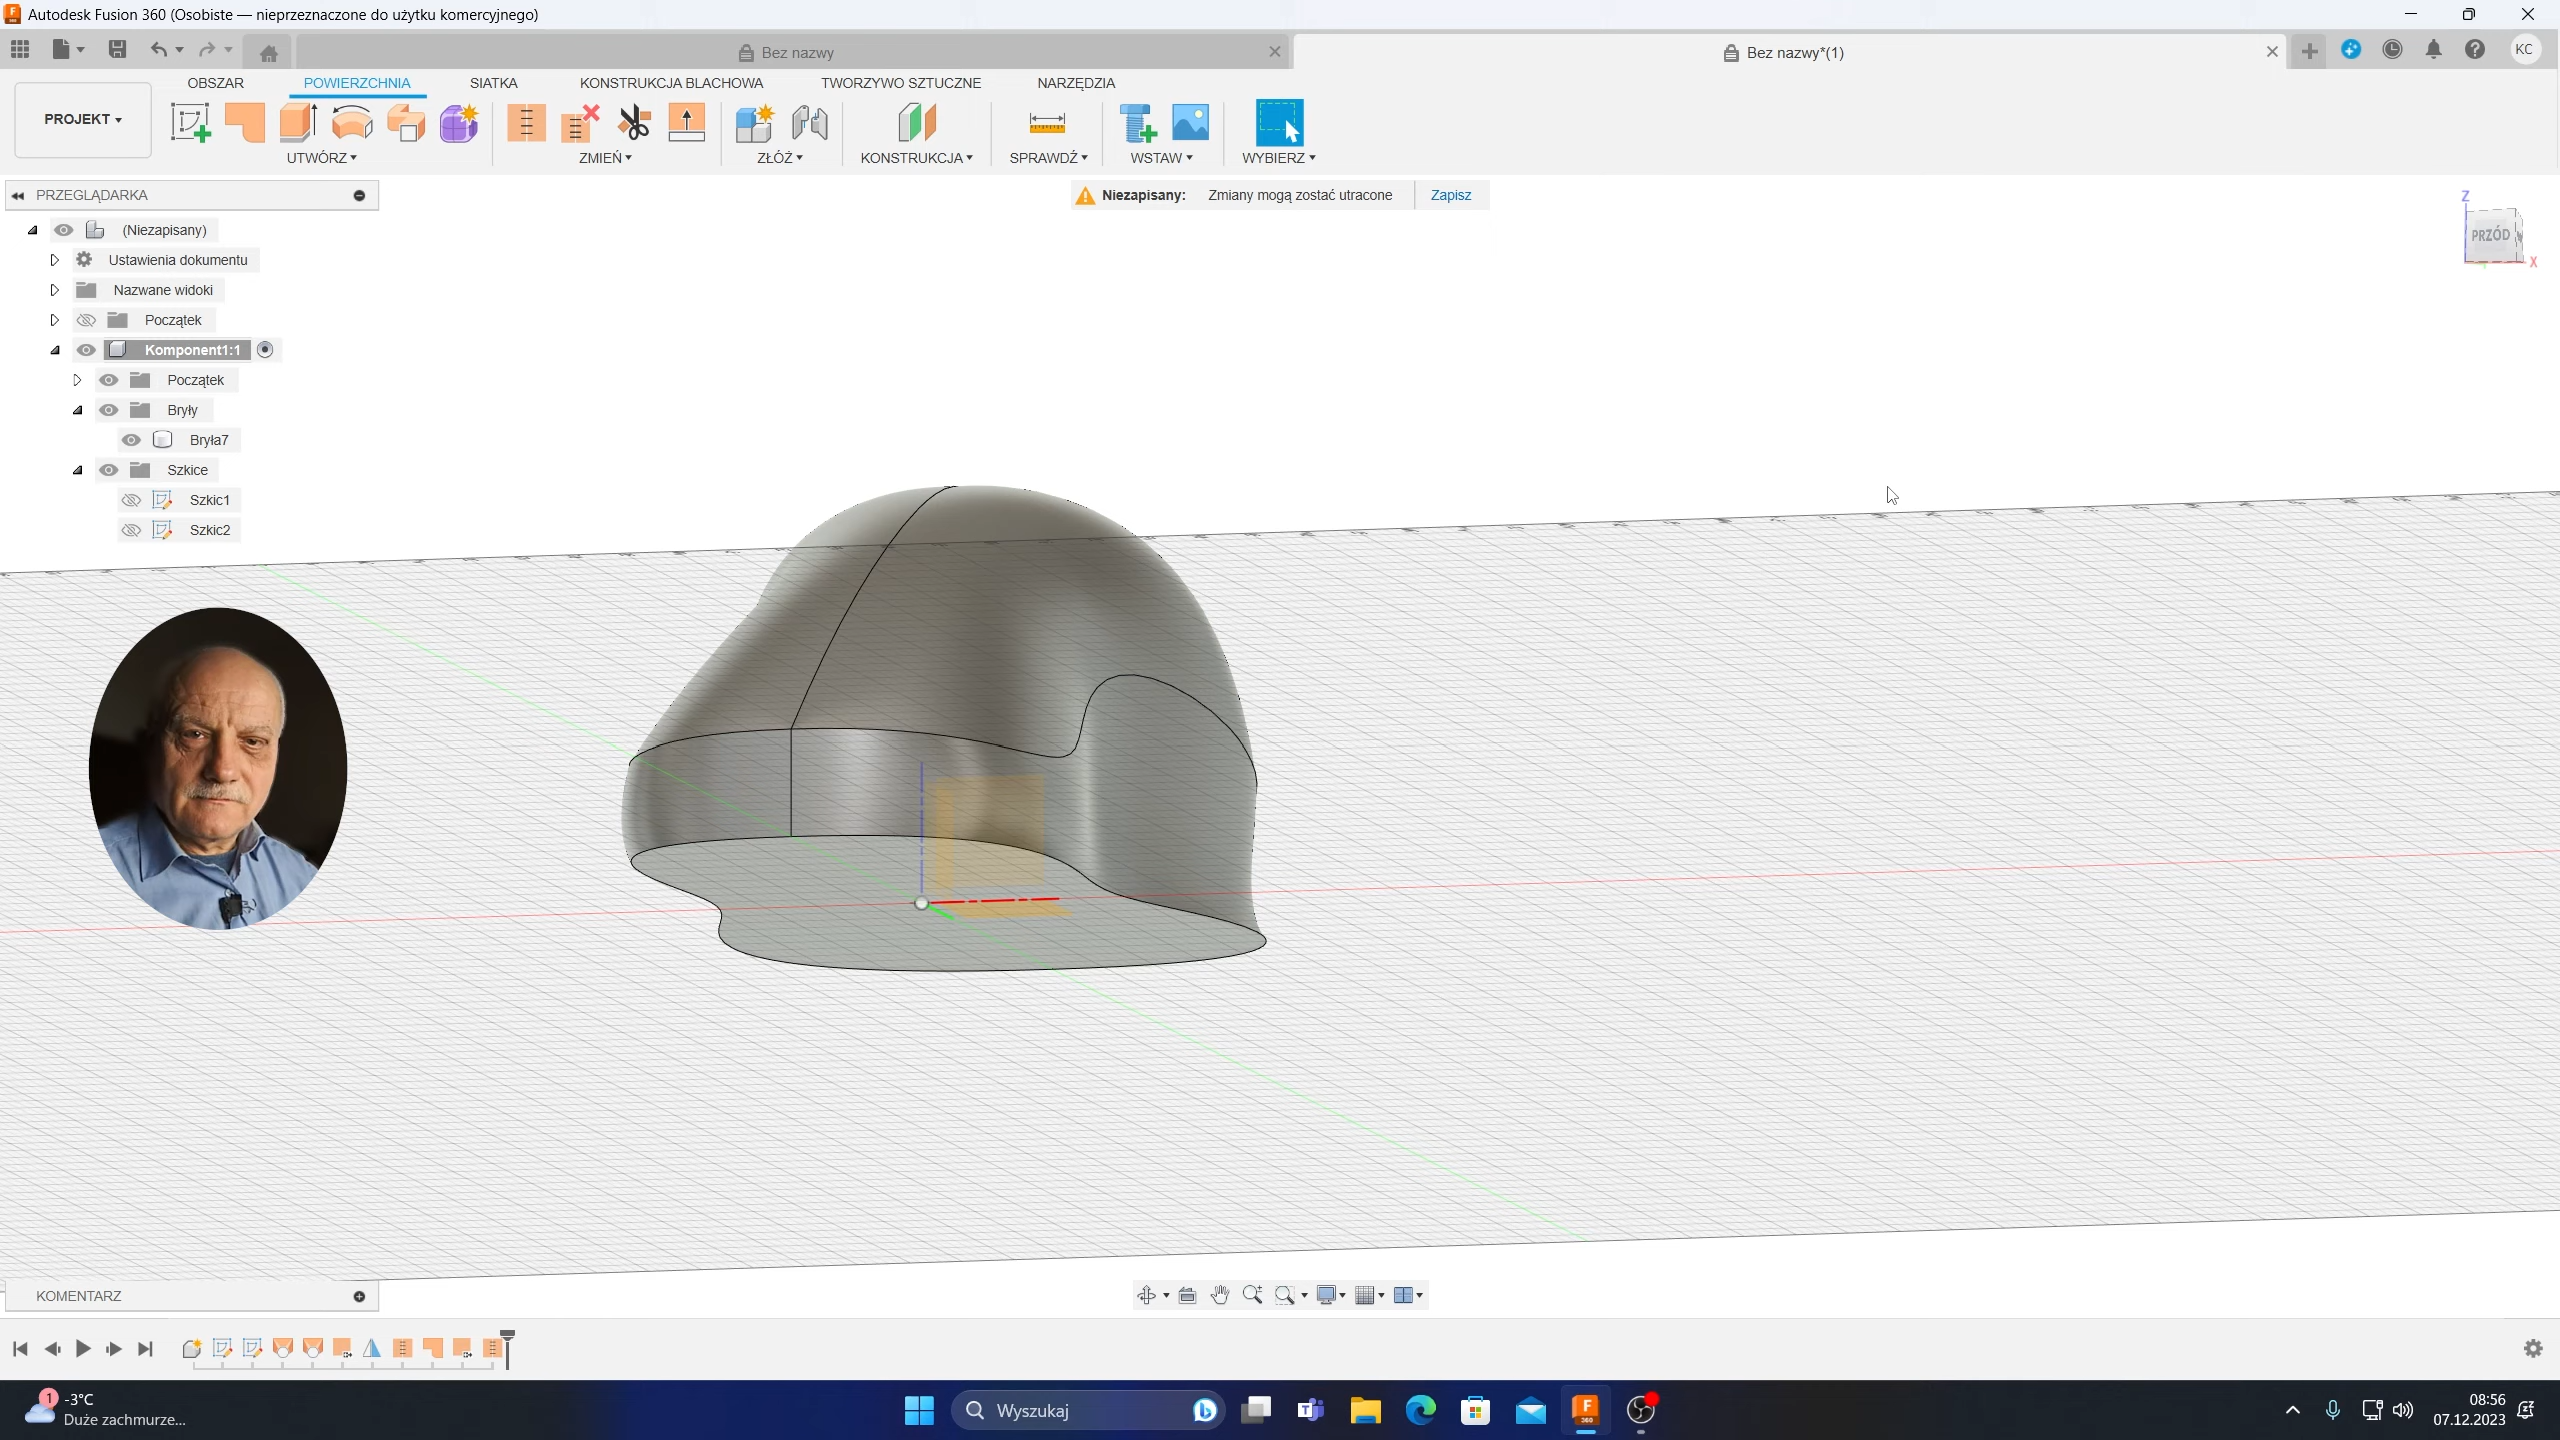 Autodesk Fusion 360 (Osobiste — nieprzeznaczone do użytku komercyjnego)
Bez nazwy
Bez nazwy*(1)
KC
OBSZAR
POWIERZCHNIA
SIATKA
KONSTRUKCJA BLACHOWA
TWORZYWO SZTUCZNE
NARZĘDZIA
PROJEKT
UTWÓRZ
ZMIEŃ
ZŁÓŻ
KONSTRUKCJA
SPRAWDŹ
WSTAW
WYBIERZ
PRZEGLĄDARKA
Niezapisany: Zmiany mogą zostać utracone Zapisz
Z
PRZÓD
X
(Niezapisany)
Ustawienia dokumentu
Nazwane widoki
Początek
Komponent1:1
Początek
Bryły
Bryła7
Szkice
Szkic1
Szkic2
KOMENTARZ
1
-3°C
Duże zachmurze...
Wyszukaj
F
360
08:56
07.12.2023